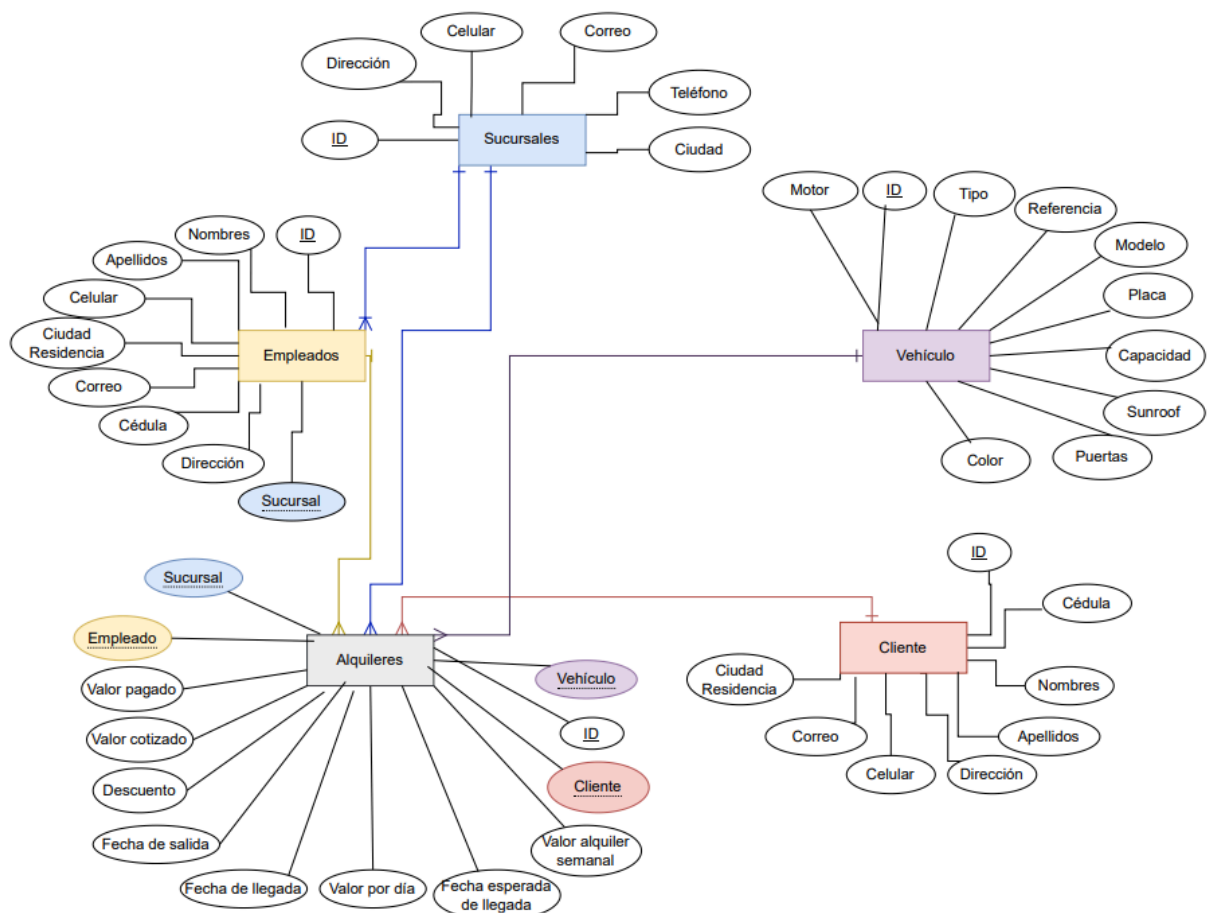 Celular
Correo
Dirección
Teléfono
ID
Sucursales
Ciudad
Motor
ID
Tipo
Referencia
Nombres
ID
Apellidos
Modelo
Celular
Placa
Ciudad
Residencia
Empleados
Vehículo
Capacidad
Correo
Sunroof
Cédula
Puertas
Dirección
Color
Sucursal
ID
Sucursal
Cédula
Empleado
Alquileres
Cliente
Vehículo
Ciudad
Residencia
Valor pagado
Nombres
ID
Valor cotizado
Correo
Apellidos
Celular
Dirección
Descuento
Cliente
Fecha de salida
Valor alquiler
semanal
Fecha de llegada
Valor por día
Fecha esperada
de llegada